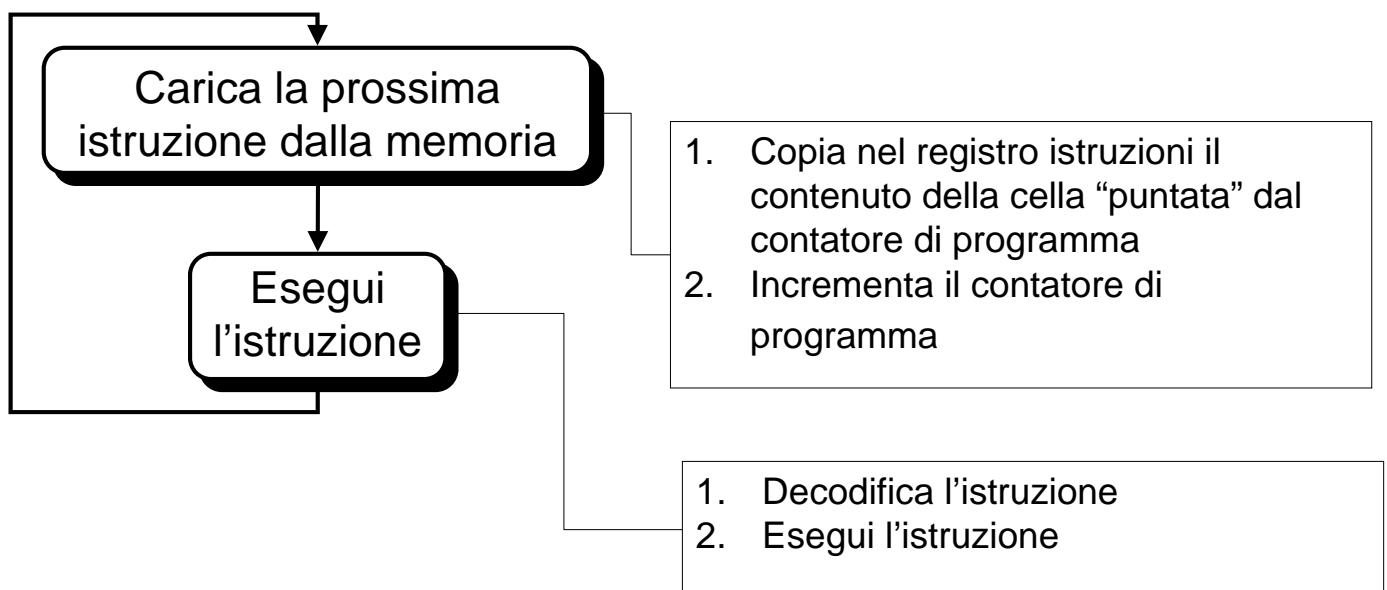 Carica la prossima
istruzione dalla memoria
1. Copia nel registro istruzioni il
contenuto della cella “puntata” dal
contatore di programma
2. Incrementa il contatore di
programma
Esegui
l’istruzione
1. Decodifica l’istruzione
2. Esegui l’istruzione